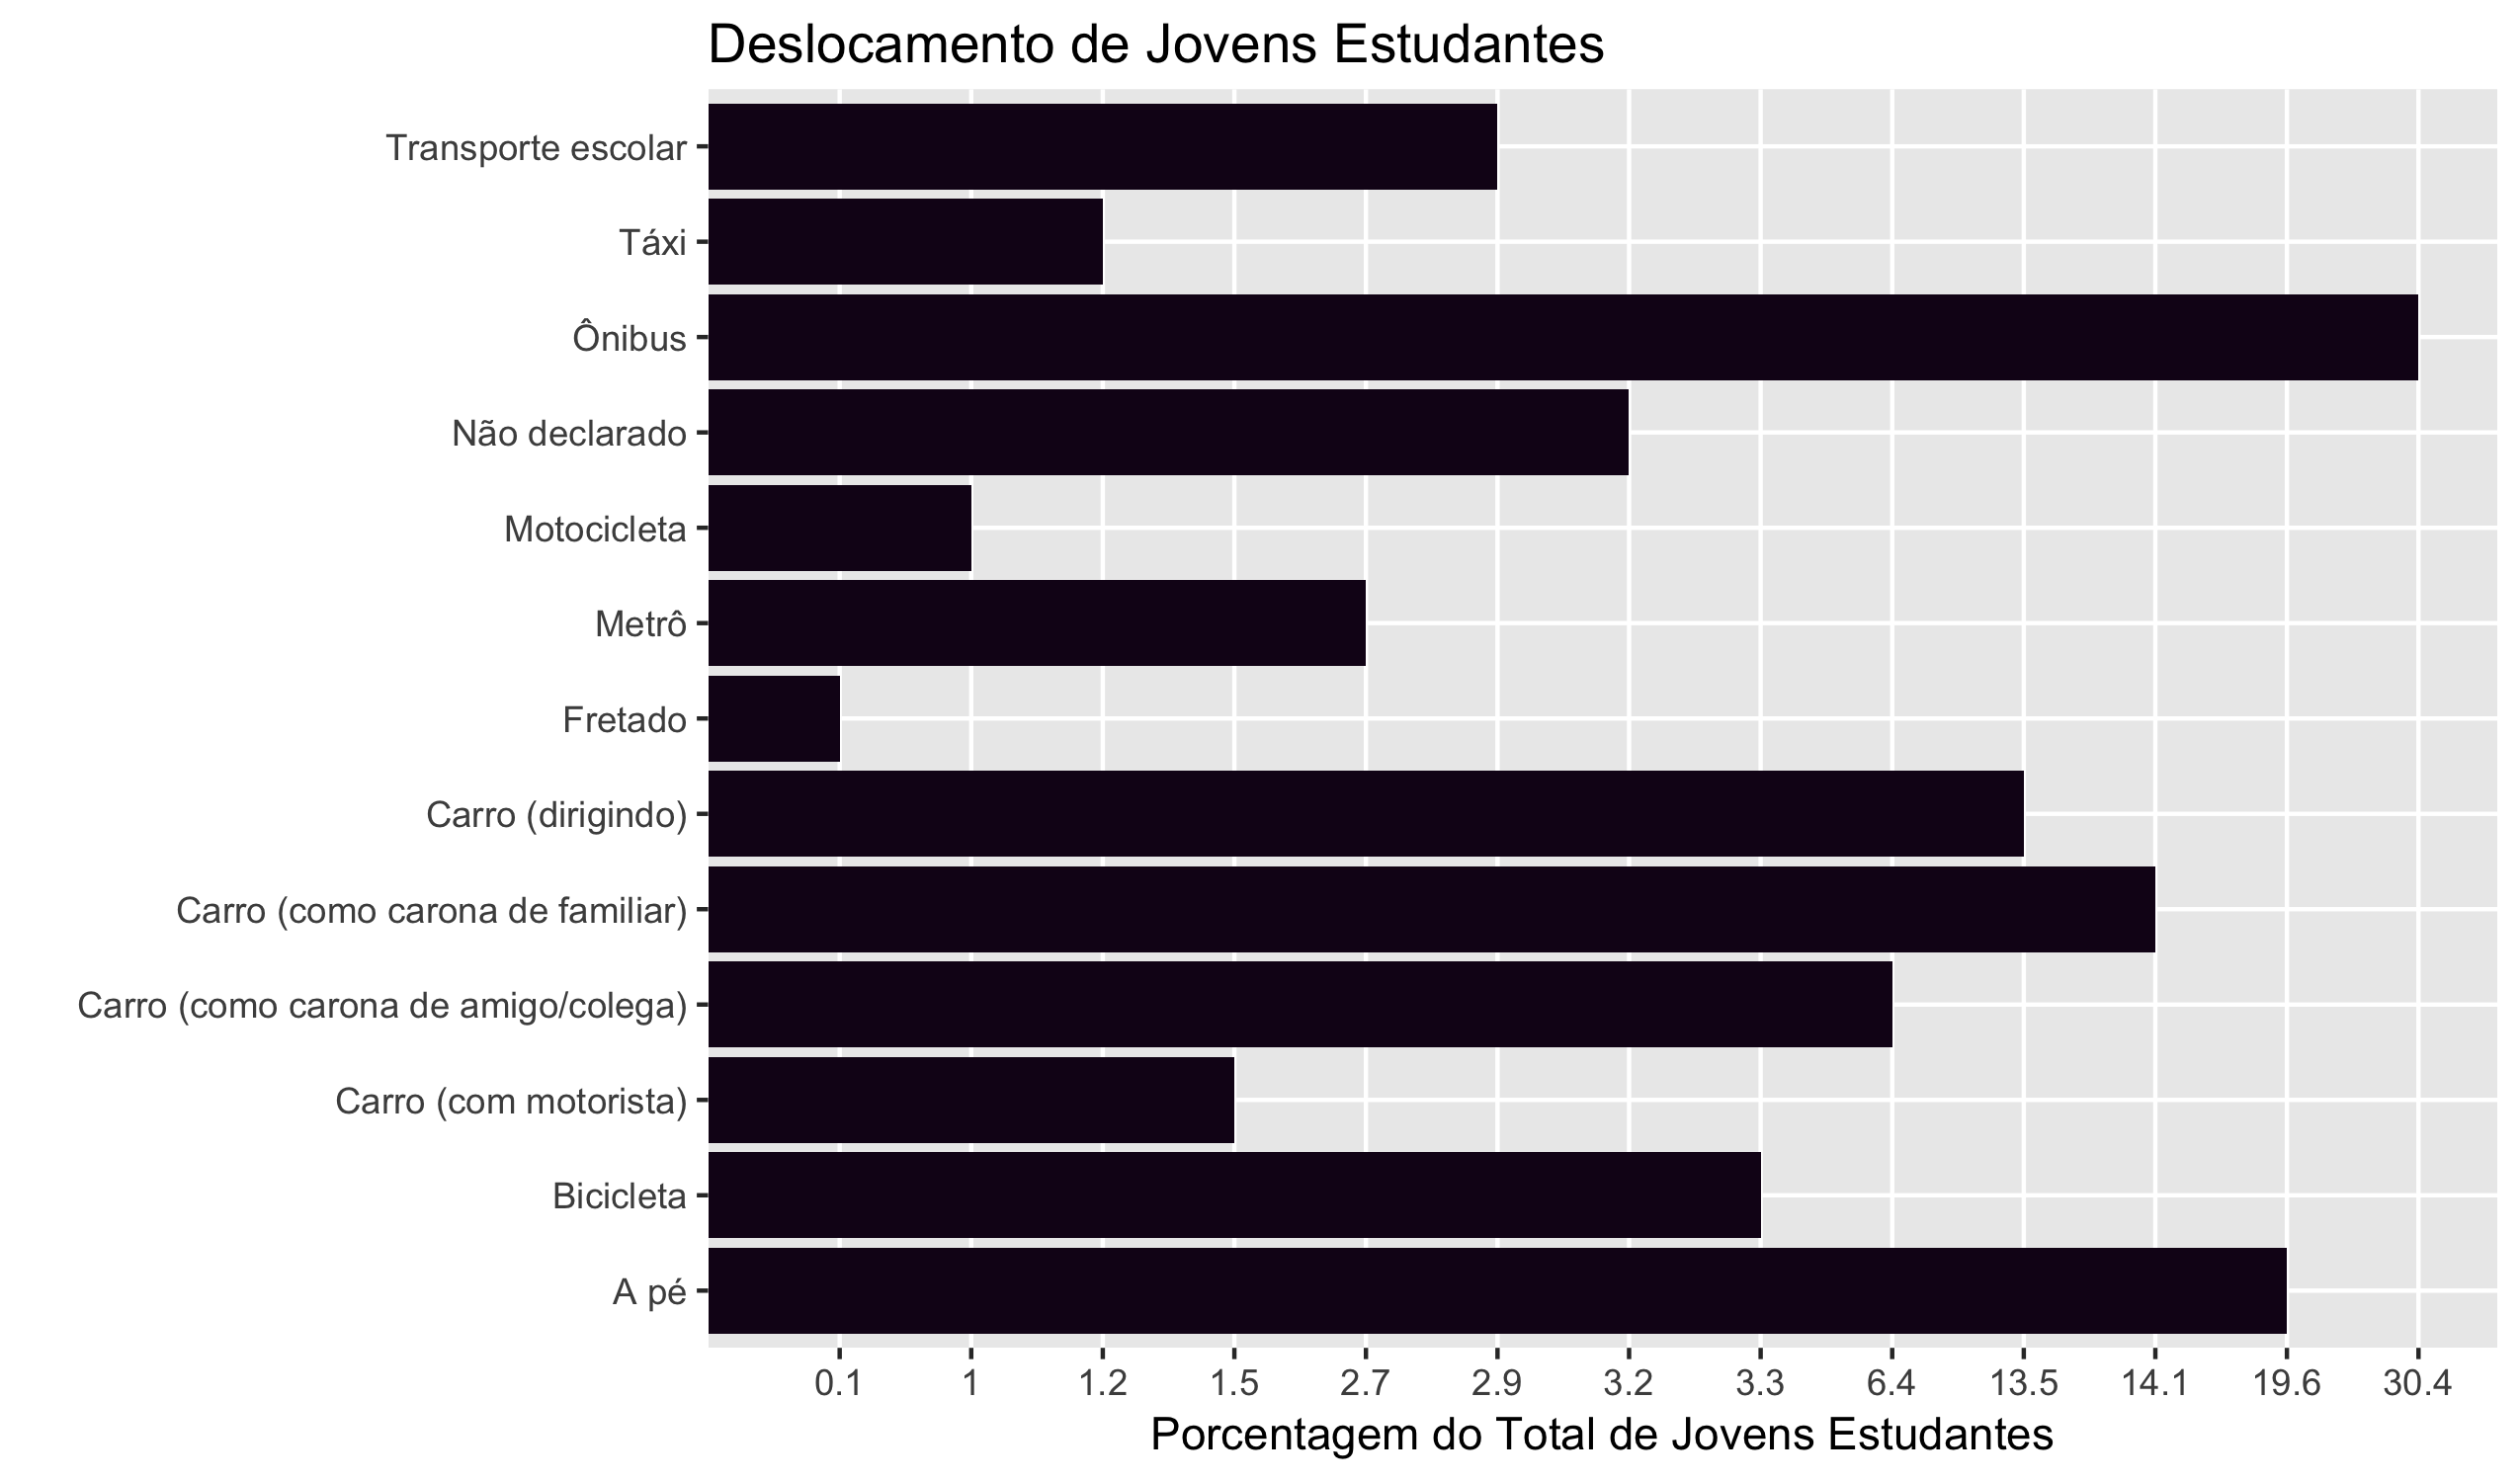 Deslocamento de Jovens Estudantes
Transporte escolar
Táxi
Ônibus
Não declarado
Motocicleta
Metrô
Fretado
Carro (dirigindo)
Carro (como carona de familiar)
Carro (como carona de amigo/colega)
Carro (com motorista)
Bicicleta
A pé
0.1 1 1.2 1.5 2.7 2.9 3.2 3.3 6.4 13.5 14.1 19.6 30.4
Porcentagem do Total de Jovens Estudantes